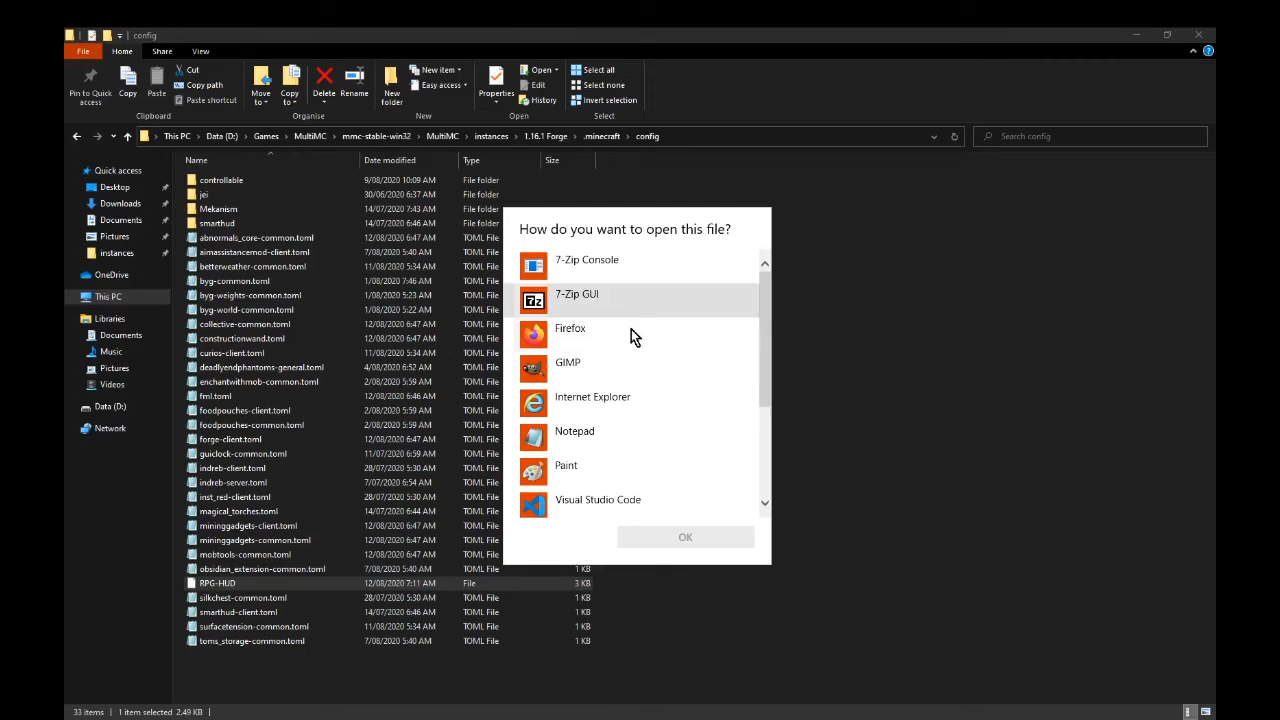 config
File Home Share View
Pin to Quick access
Copy
Paste
Cut
Copy path
Paste shortcut
Clipboard
Move to
Copy to
Delete
Rename
Organise
New folder
New item
Easy access
New
Properties
Open
Edit
History
Open
Select all
Select none
Invert selection
Select
This PC Data (D:) Games MultiMC mmc-stable-win32 MultiMC instances 1.16.1 Forge .minecraft config
Search config
Quick access
Desktop
Downloads
Documents
Pictures
instances
OneDrive
This PC
Libraries
Documents
Music
Pictures
Videos
Data (D:)
Network
Name Date modified Type Size
controllable 9/08/2020 10:09 AM File folder
jei 30/06/2020 6:37 AM File folder
Mekanism 14/07/2020 7:43 AM File folder
smarthud 14/07/2020 6:46 AM File folder
abnormals_core-common.toml 12/08/2020 6:47 AM TOML File
aimassistancemod-client.toml 7/08/2020 5:40 AM TOML File
betterweather-common.toml 11/08/2020 5:34 AM TOML File
byg-common.toml 1/08/2020 7:46 AM TOML File
byg-weights-common.toml 1/08/2020 5:22 AM TOML File
byg-world-common.toml 1/08/2020 5:22 AM TOML File
collective-common.toml 12/08/2020 6:47 AM TOML File
constructionwand.toml 12/08/2020 6:47 AM TOML File
curios-client.toml 11/08/2020 5:34 AM TOML File
deadlyendphantoms-general.toml 4/08/2020 6:52 AM TOML File
enchantwithmob-common.toml 2/08/2020 5:59 AM TOML File
fml.toml 12/08/2020 6:46 AM TOML File
foodpouches-client.toml 2/08/2020 5:59 AM TOML File
foodpouches-common.toml 2/08/2020 5:59 AM TOML File
forge-client.toml 12/08/2020 6:47 AM TOML File
guiclock-common.toml 11/07/2020 6:59 AM TOML File
indreb-client.toml 28/07/2020 5:30 AM TOML File
indreb-server.toml 7/07/2020 6:54 AM TOML File
inst_red-client.toml 28/07/2020 5:30 AM TOML File
magical_torches.toml 14/07/2020 6:44 AM TOML File
mininggadgets-client.toml 12/08/2020 6:47 AM TOML File
mininggadgets-common.toml 12/08/2020 6:47 AM TOML File
mobtools-common.toml 12/08/2020 6:47 AM TOML File
obsidian_extension-common.toml 12/08/2020 6:47 AM TOML File 1 KB
RPG-HUD 12/08/2020 7:11 AM File 3 KB
silkchest-common.toml 28/07/2020 5:30 AM TOML File 1 KB
smarthud-client.toml 14/07/2020 6:46 AM TOML File 1 KB
surfacetension-common.toml 11/08/2020 5:34 AM TOML File 1 KB
toms_storage-common.toml 7/08/2020 5:40 AM TOML File 1 KB
How do you want to open this file?
7-Zip Console
7z 7-Zip GUI
Firefox
GIMP
Internet Explorer
Notepad
Paint
Visual Studio Code
OK
33 items 1 item selected 2.49 KB